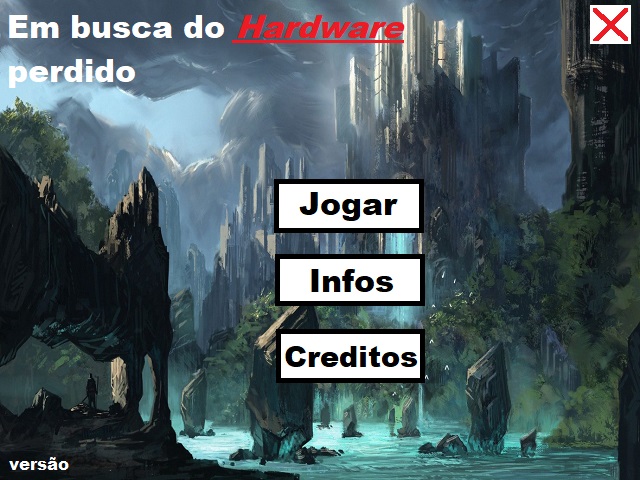 Em busca do Hardware
perdido
Jogar
Infos
Creditos
versão